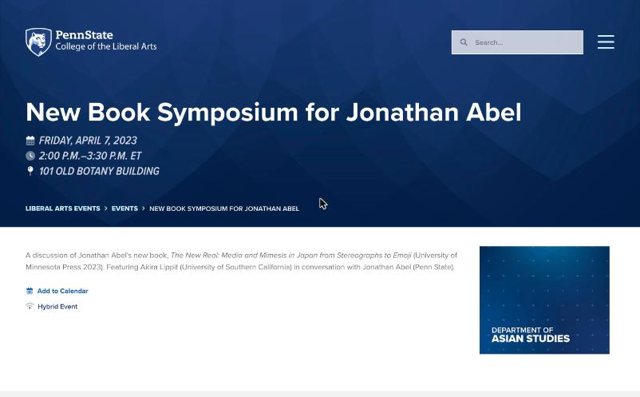 PennState
College of the Liberal Arts
Search...
New Book Symposium for Jonathan Abel
FRIDAY, APRIL 7, 2023
2:00 P.M.–3:30 P.M. ET
101 OLD BOTANY BUILDING
LIBERAL ARTS EVENTS > EVENTS > NEW BOOK SYMPOSIUM FOR JONATHAN ABEL
A discussion of Jonathan Abel's new book, The New Real: Media and Mimesis in Japan from Stereographs to Emoji (University of
Minnesota Press 2023). Featuring Akira Lippit (University of Southern California) in conversation with Jonathan Abel (Penn State).
Add to Calendar
Hybrid Event
DEPARTMENT OF
ASIAN STUDIES